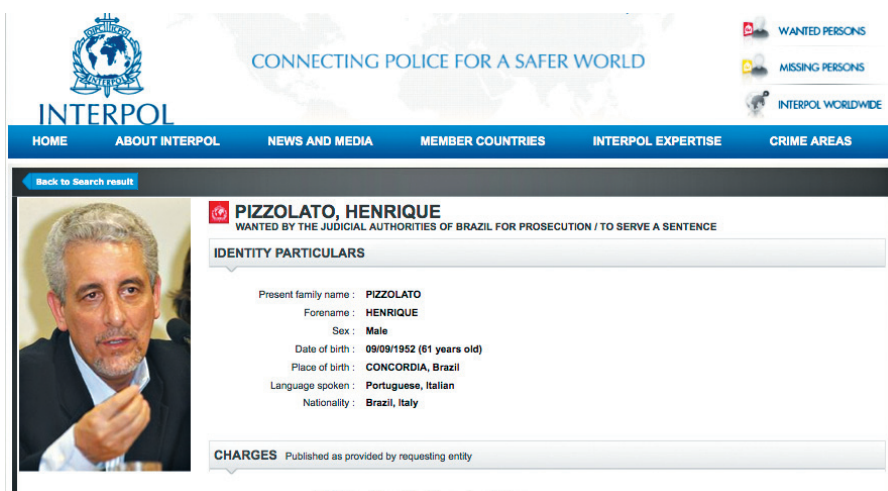 CONNECTING POLICE FOR A SAFER WORLD
WANTED PERSONS
MISSING PERSONS
INTERPOL WORLDWIDE
INTERPOL
HOME ABOUT INTERPOL NEWS AND MEDIA MEMBER COUNTRIES INTERPOL EXPERTISE CRIME AREAS
Back to Search result
PIZZOLATO, HENRIQUE
WANTED BY THE JUDICIAL AUTHORITIES OF BRAZIL FOR PROSECUTION / TO SERVE A SENTENCE
IDENTITY PARTICULARS
Present family name : PIZZOLATO
Forename : HENRIQUE
Sex : Male
Date of birth : 09/09/1952 (61 years old)
Place of birth : CONCORDIA, Brazil
Language spoken : Portuguese, Italian
Nationality : Brazil, Italy
CHARGES Published as provided by requesting entity